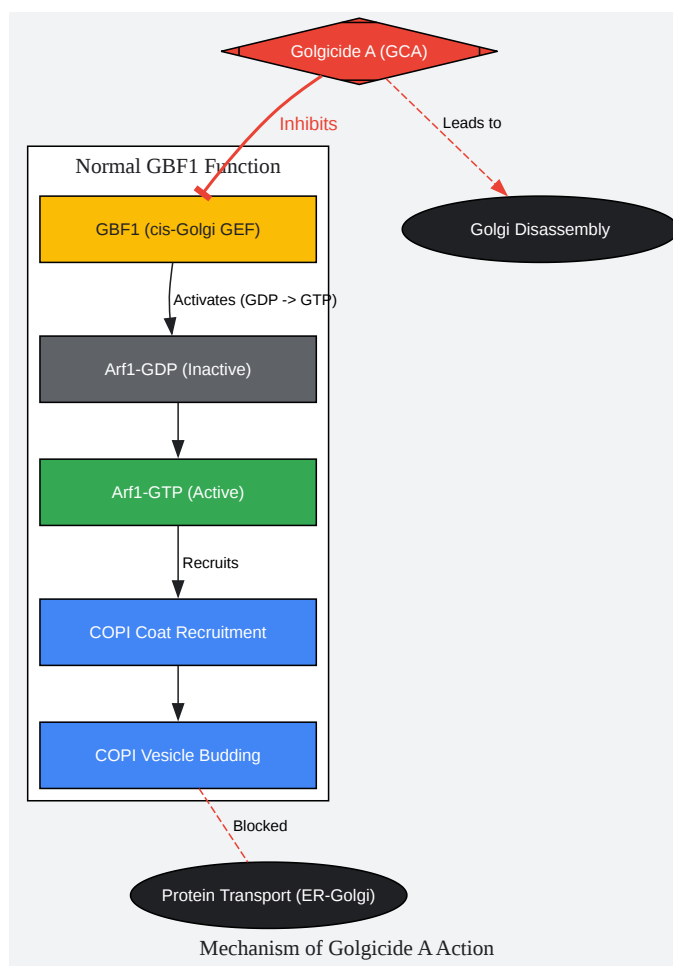 Golgicide A (GCA)
Inhibits
Leads to
Normal GBF1 Function
GBF1 (cis-Golgi GEF)
Golgi Disassembly
Activates (GDP -> GTP)
Arf1-GDP (Inactive)
Arf1-GTP (Active)
Recruits
COPI Coat Recruitment
COPI Vesicle Budding
Blocked
Protein Transport (ER-Golgi)
Mechanism of Golgicide A Action